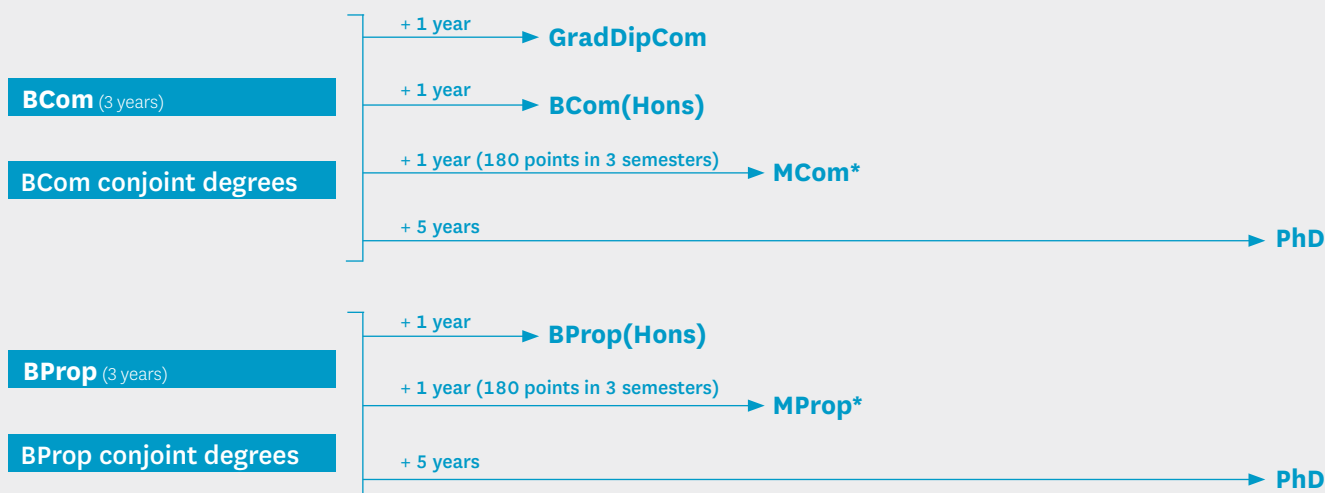 + 1 year
GradDipCom
BCom (3 years)
+ 1 year
BCom(Hons)
+ 1 year (180 points in 3 semesters)
MCom*
BCom conjoint degrees
+ 5 years
PhD
+ 1 year
BProp(Hons)
BProp (3 years)
+ 1 year (180 points in 3 semesters)
MProp*
BProp conjoint degrees
+ 5 years
PhD